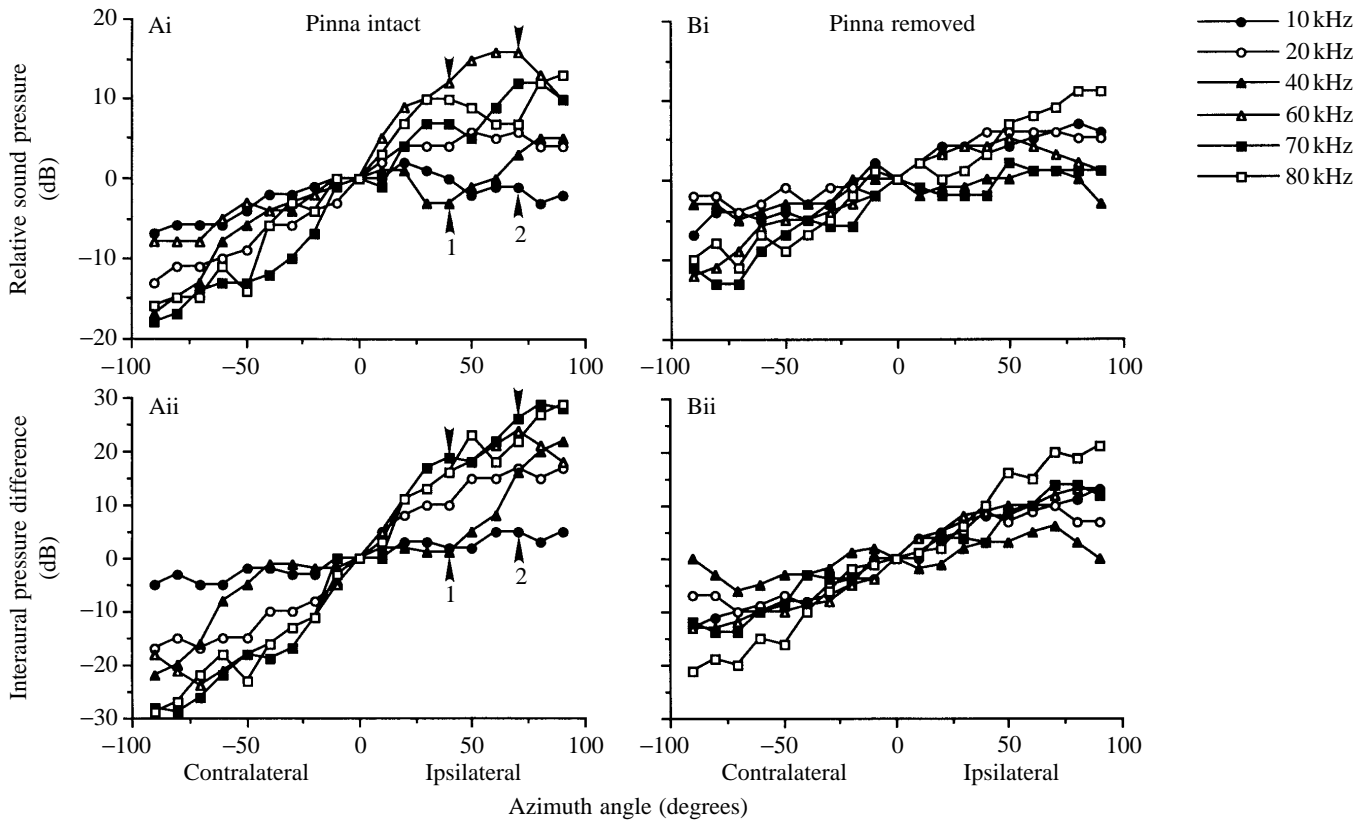 Ai
Pinna intact
Bi
Pinna removed
10 kHz
20 kHz
40 kHz
60 kHz
70 kHz
80 kHz
Relative sound pressure
(dB)
20
10
0
−10
−20
1
2
−100
−50
0
50
100
−100
−50
0
50
100
Aii
Bii
Interaural pressure difference
(dB)
30
20
10
0
−10
−20
−30
1
2
−100
−50
0
50
100
−100
−50
0
50
100
Contralateral
Ipsilateral
Contralateral
Ipsilateral
Azimuth angle (degrees)